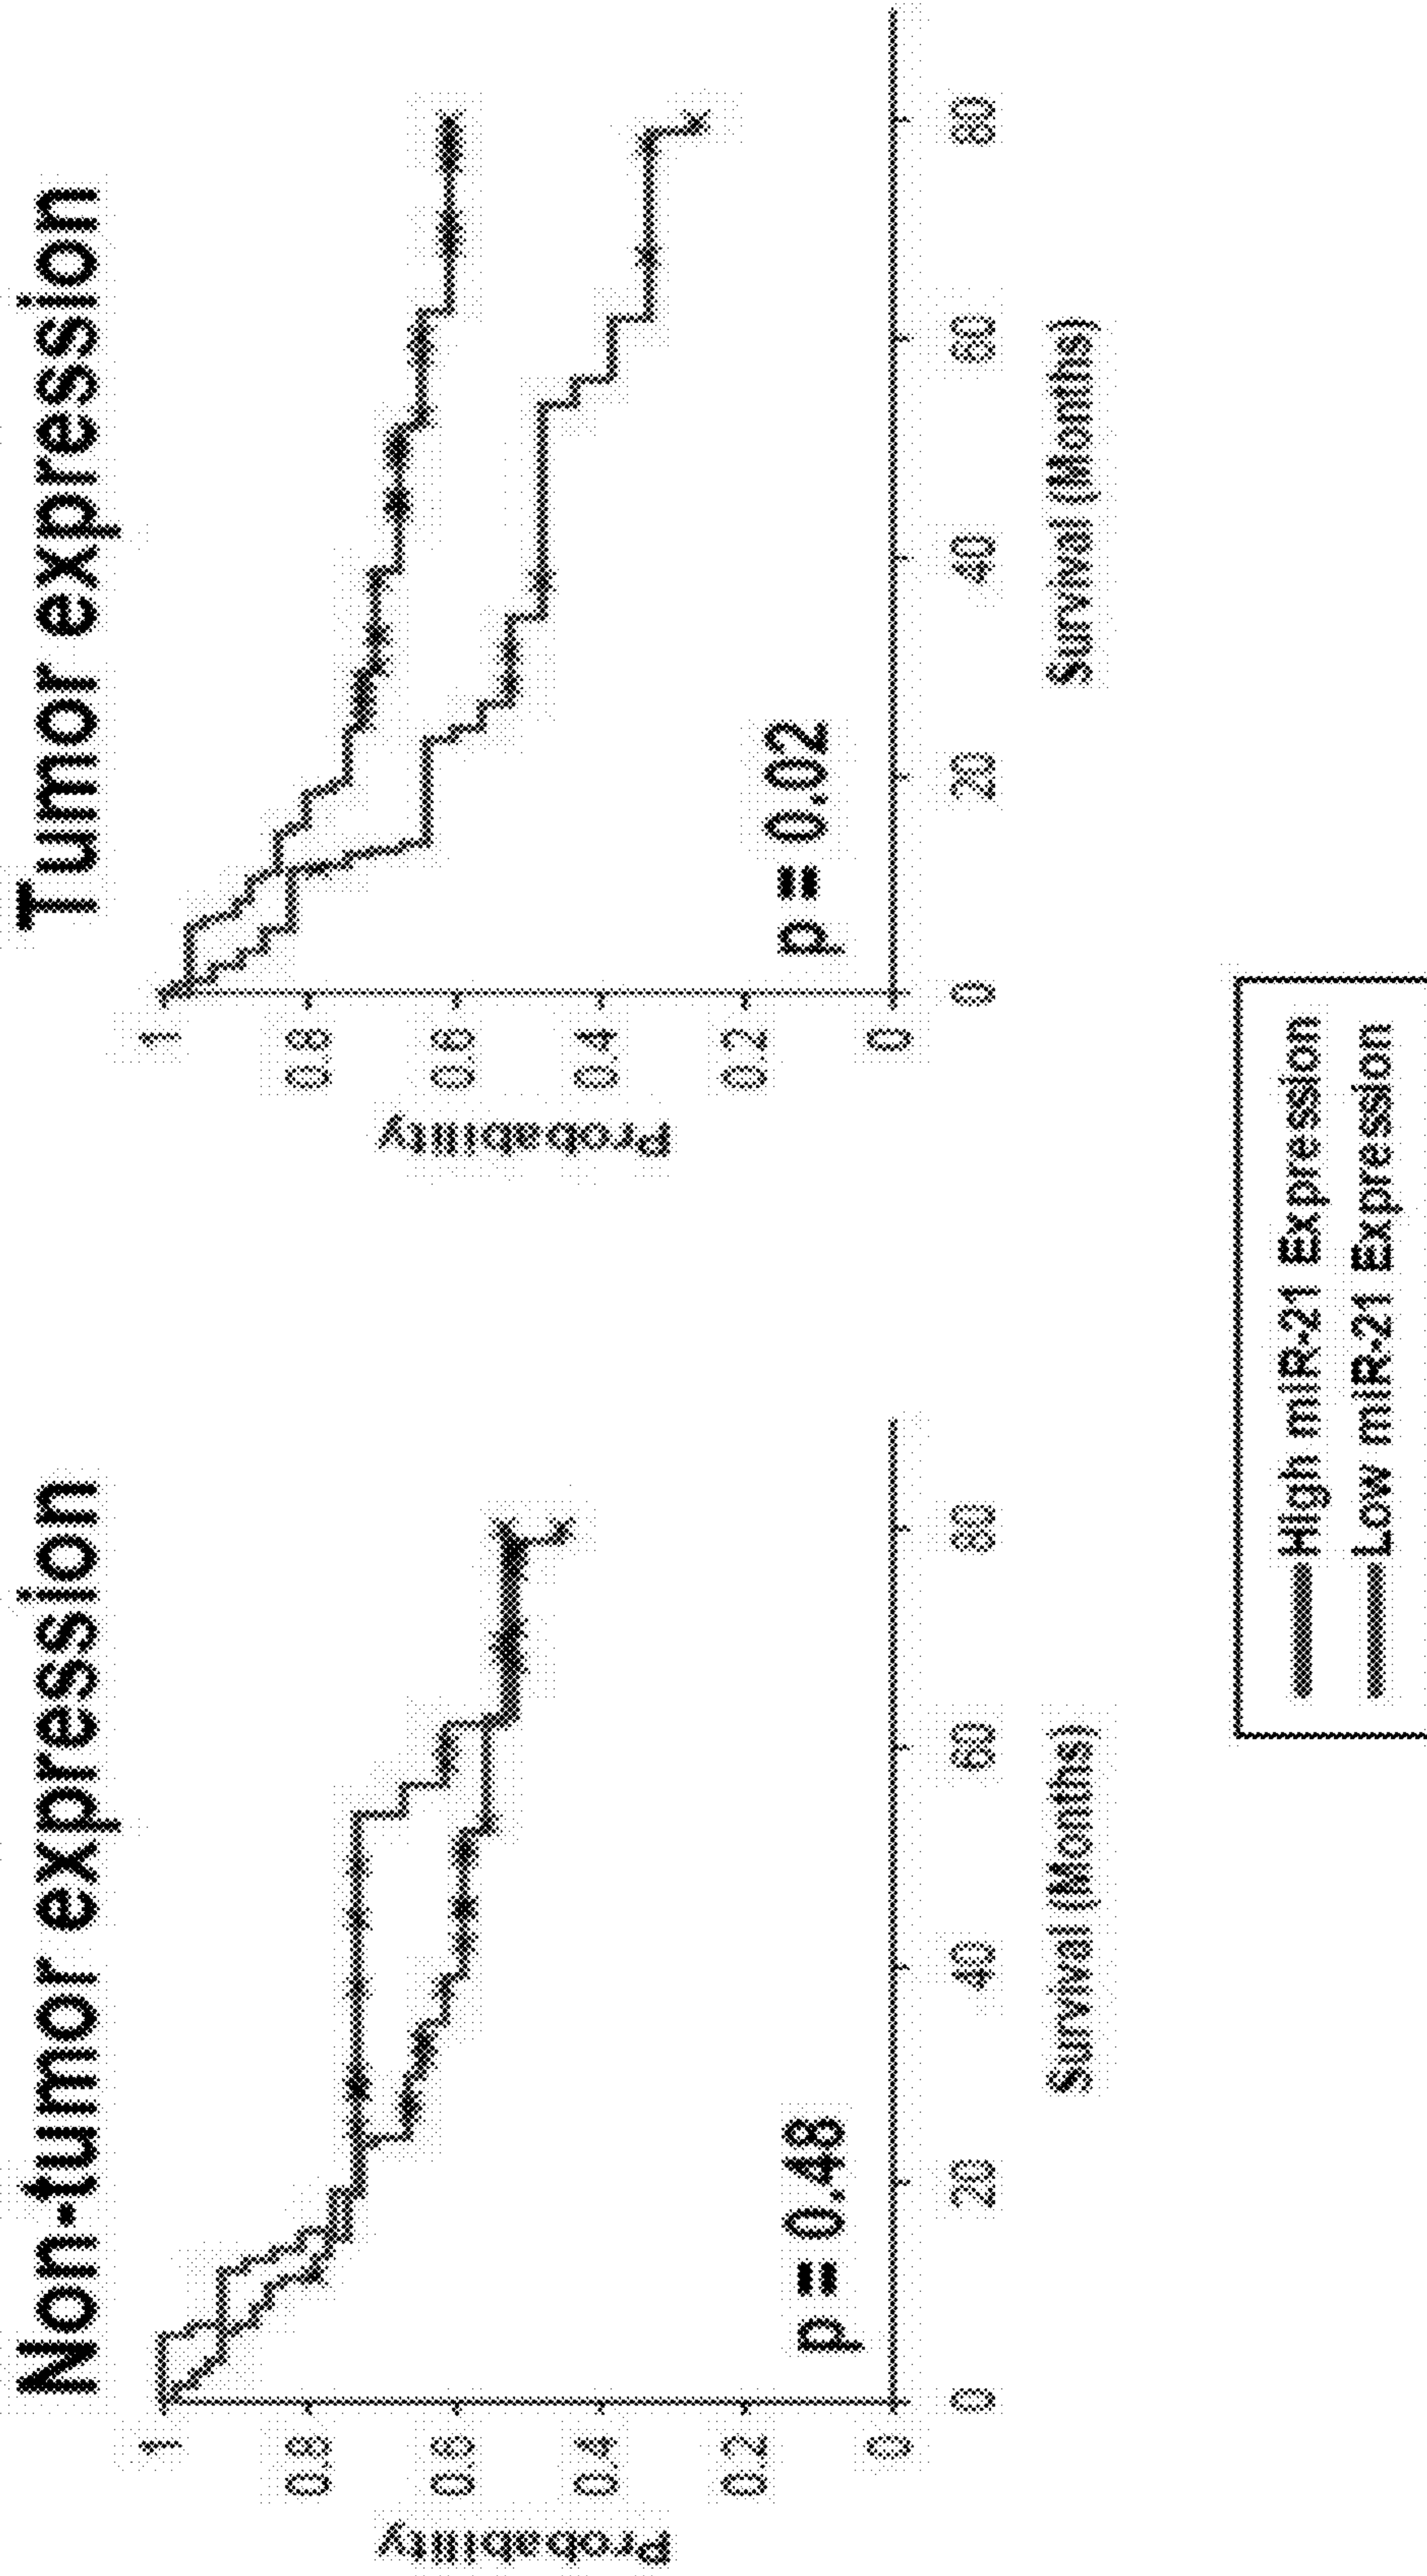 Non-tumor expression
Probability
1
0.8
0.6
0.4
0.2
0
p = 0.48
0 20 40 60 80
Survival (Months)
Tumor expression
Probability
1
0.8
0.6
0.4
0.2
0
p = 0.02
0 20 40 60 80
Survival (Months)
High miR-21 Expression
Low miR-21 Expression